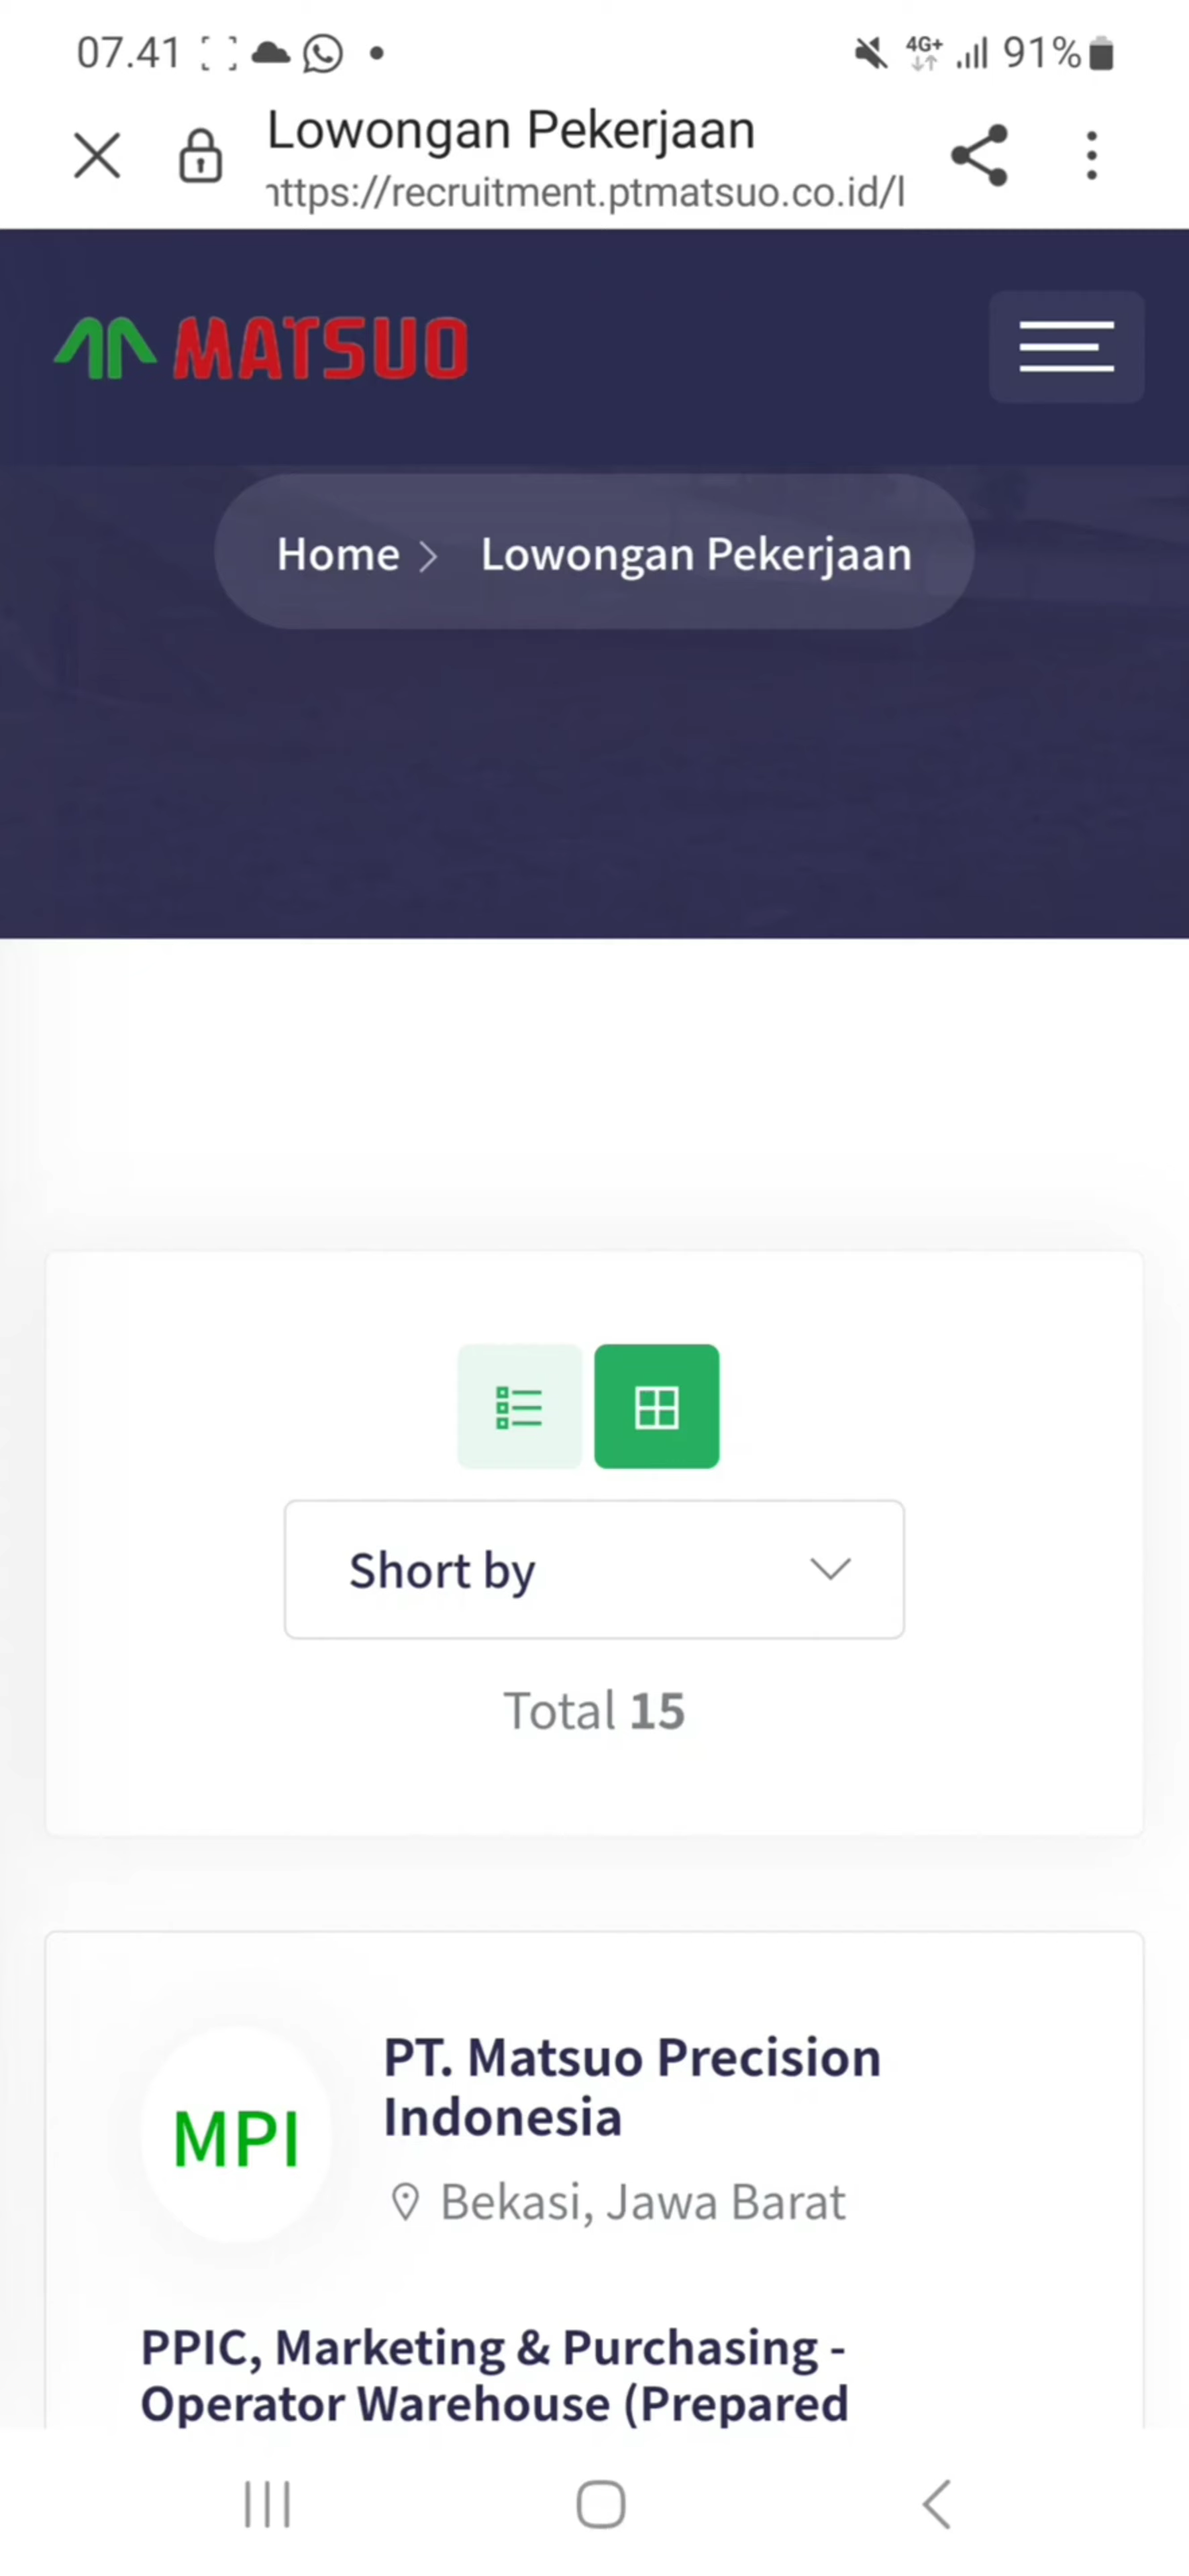 07.41
4G+ 91%
Lowongan Pekerjaan
https://recruitment.ptmatsuo.co.id/l
MATSUO
Home > Lowongan Pekerjaan
Short by
Total 15
MPI
PT. Matsuo Precision
Indonesia
Bekasi, Jawa Barat
PPIC, Marketing & Purchasing -
Operator Warehouse (Prepared